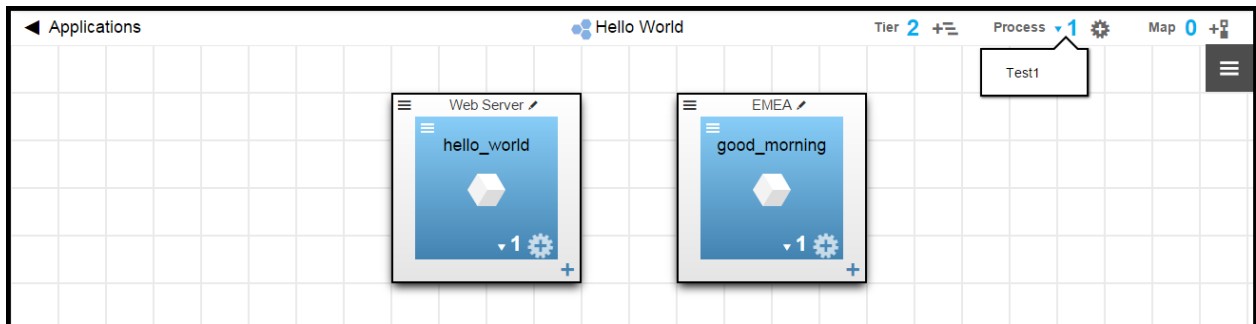 Applications
Hello World
Tier 2
Process 1
Map 0
Test1
Web Server
hello_world
1
EMEA
good_morning
1